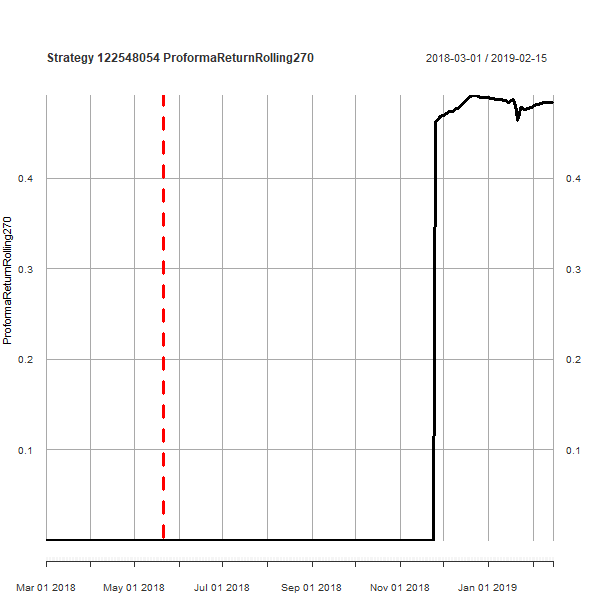 Strategy 122548054 ProformaReturnRolling270 2018-03-01 / 2019-02-15
ProformaReturnRolling270
0.4 0.4
0.3 0.3
0.2 0.2
0.1 0.1
Mar 01 2018 May 01 2018 Jul 01 2018 Sep 01 2018 Nov 01 2018 Jan 01 2019